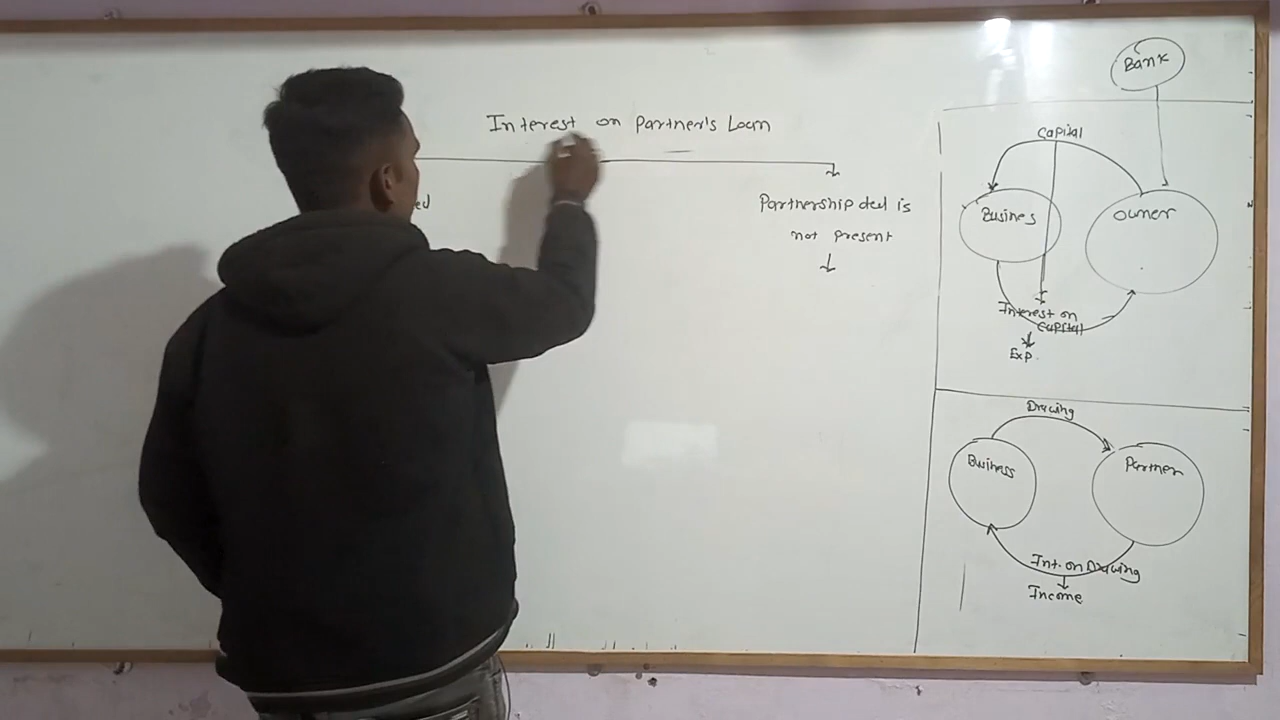 Interest on Partner's Loan
Partnership deed is
not present
Bank
Capital
Busines
Owner
Interest on
Capital
Exp.
Drawing
Business
Partner
Int. on Drawing
Income